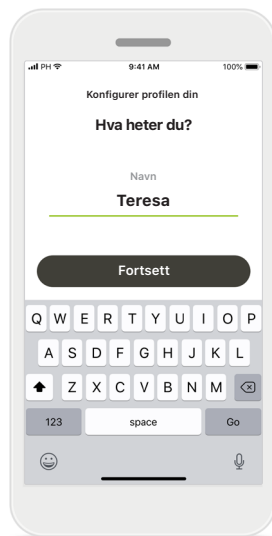 PH 9:41 AM 100%
Konfigurer profilen din
Hva heter du?
Navn
Teresa
Fortsett
Q W E R T Y U I O P
A S D F G H J K L
Z X C V B N M
123 space Go